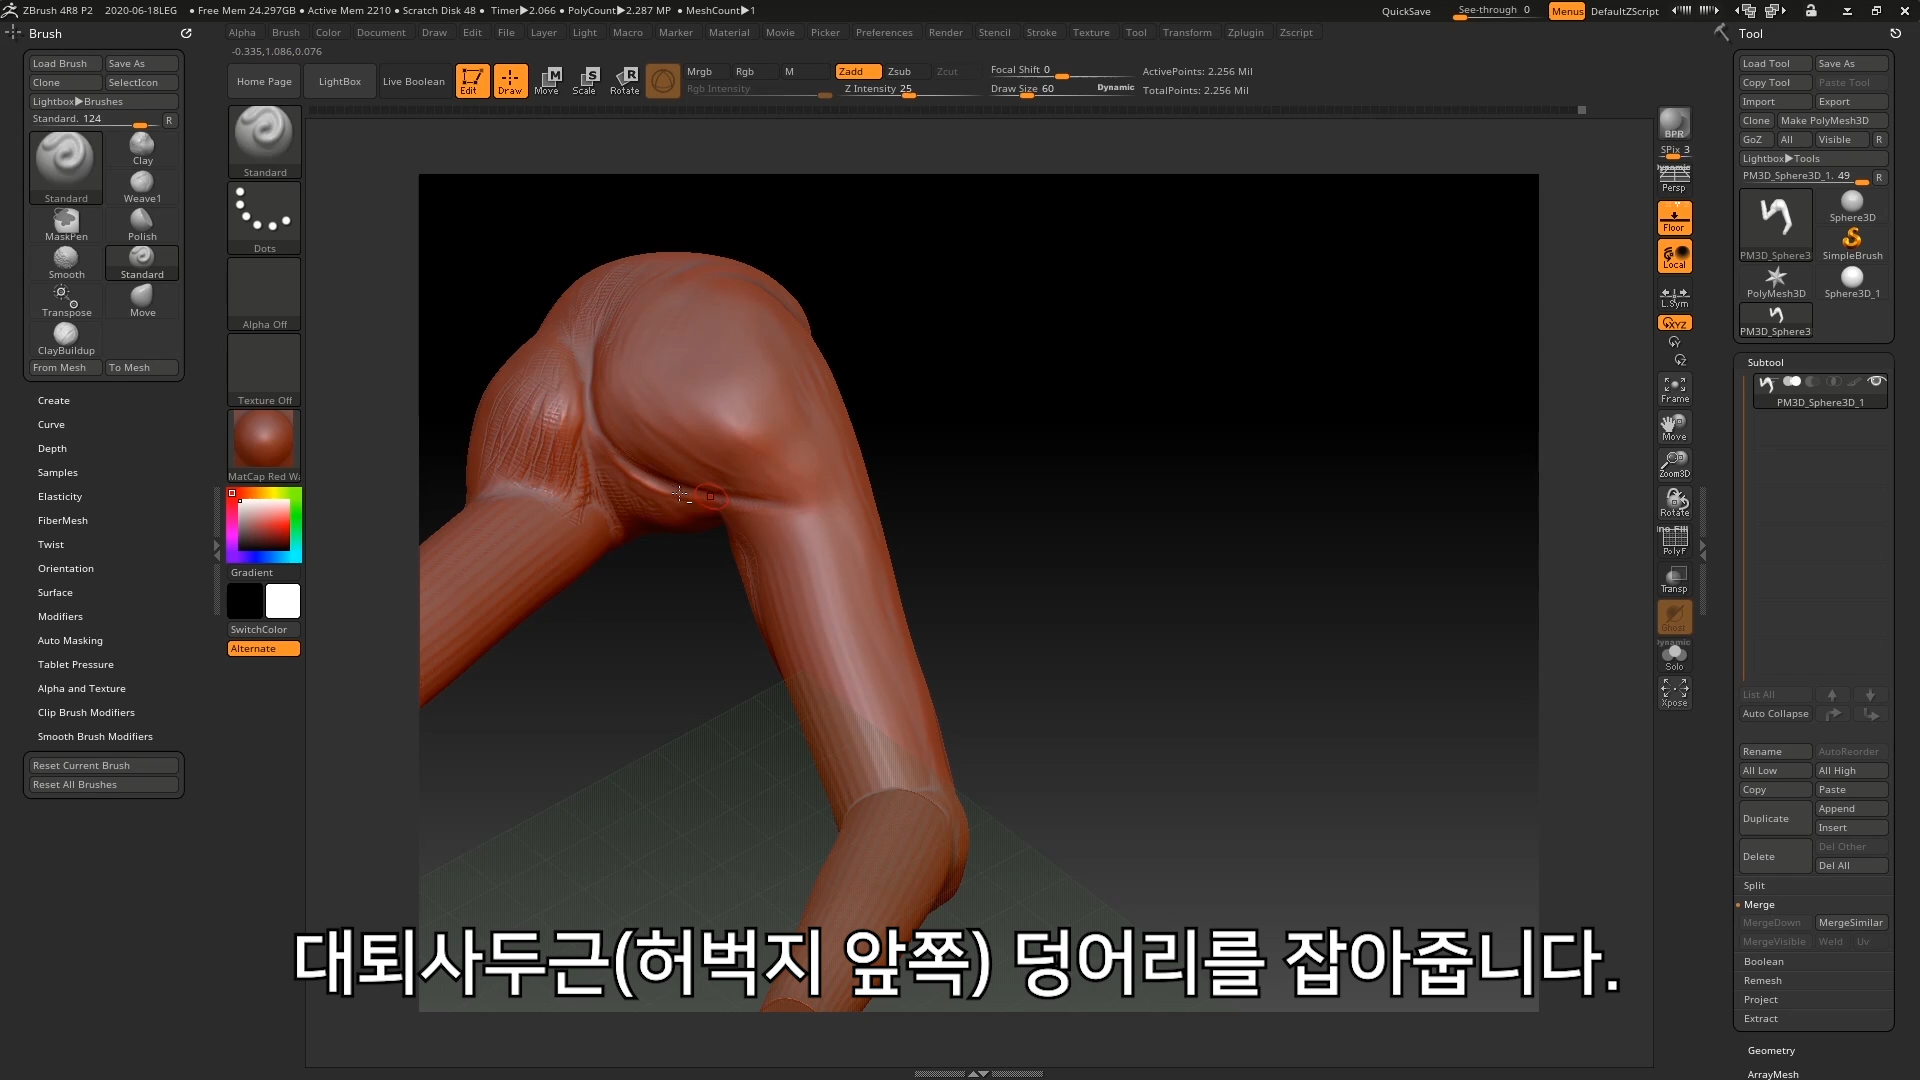 ZBrush 4R8 P2 2020-06-18LEG • Free Mem 24.297GB • Active Mem 2210 • Scratch Disk 48 • Timer▶2.066 • PolyCount▶2.287 MP • MeshCount▶1 QuickSave See-through 0 Menus DefaultZScript
Brush
Alpha Brush Color Document Draw Edit File Layer Light Macro Marker Material Movie Picker Preferences Render Stencil Stroke Texture Tool Transform Zplugin Zscript
Tool
-0.335,1.086,0.076
Load Brush Save As
Clone SelectIcon
Lightbox▶Brushes
Standard. 124 R
Standard
Clay
Weave1
MaskPen Polish
Smooth Standard
Transpose Move
ClayBuildup
From Mesh To Mesh
Create
Curve
Depth
Samples
Elasticity
FiberMesh
Twist
Orientation
Surface
Modifiers
Auto Masking
Tablet Pressure
Alpha and Texture
Clip Brush Modifiers
Smooth Brush Modifiers
Reset Current Brush
Reset All Brushes
Home Page LightBox Live Boolean Edit Draw Move Scale Rotate
Mrgb Rgb M Zadd Zsub Zcut
Rgb Intensity Z Intensity 25
Focal Shift 0
Draw Size 60 Dynamic
ActivePoints: 2.256 Mil
TotalPoints: 2.256 Mil
Standard
Dots
Alpha Off
Texture Off
MatCap Red Wa
Gradient
SwitchColor
Alternate
BPR
SPix 3
Dynamic
Persp
Floor
Local
L.Sym
XYZ
Y
Z
Frame
Move
Zoom3D
Rotate
PolyF
Transp
Ghost
Dynamic
Solo
Xpose
Load Tool Save As
Copy Tool Paste Tool
Import Export
Clone Make PolyMesh3D
GoZ All Visible R
Lightbox▶Tools
PM3D_Sphere3D_1. 49 R
PM3D_Sphere3
Sphere3D
SimpleBrush
PolyMesh3D Sphere3D_1
PM3D_Sphere3
Subtool
PM3D_Sphere3D_1
List All
Auto Collapse
Rename AutoReorder
All Low All High
Copy Paste
Duplicate Append
Insert
Delete Del Other
Del All
Split
Merge
MergeDown MergeSimilar
MergeVisible Weld Uv
Boolean
Remesh
Project
Extract
Geometry
ArrayMesh
대퇴사두근(허벅지 앞쪽) 덩어리를 잡아줍니다.